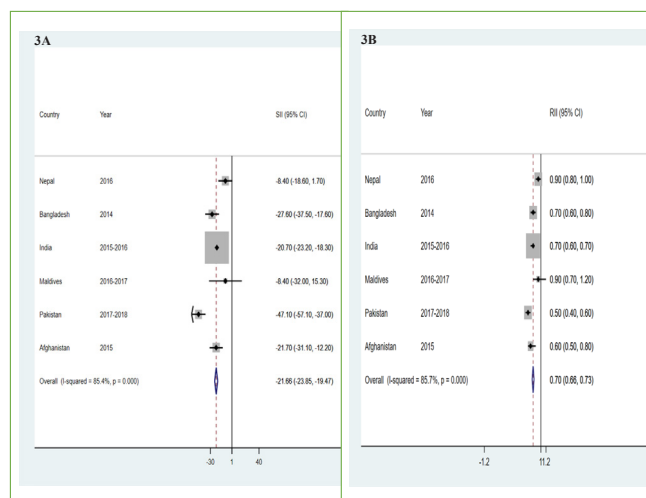 3A
Country Year SII (95% CI)
Nepal 2016 -8.40 (-18.60, 1.70)
Bangladesh 2014 -27.60 (-37.50, -17.60)
India 2015-2016 -20.70 (-23.20, -18.30)
Maldives 2016-2017 -8.40 (-32.00, 15.30)
Pakistan 2017-2018 -47.10 (-57.10, -37.00)
Afghanistan 2015 -21.70 (-31.10, -12.20)
Overall (I-squared = 85.4%, p = 0.000) -21.66 (-23.85, -19.47)
-30 1 40
3B
Country Year RII (95% CI)
Nepal 2016 0.90 (0.80, 1.00)
Bangladesh 2014 0.70 (0.60, 0.80)
India 2015-2016 0.70 (0.60, 0.70)
Maldives 2016-2017 0.90 (0.70, 1.20)
Pakistan 2017-2018 0.50 (0.40, 0.60)
Afghanistan 2015 0.60 (0.50, 0.80)
Overall (I-squared = 85.7%, p = 0.000) 0.70 (0.66, 0.73)
-1.2 11.2